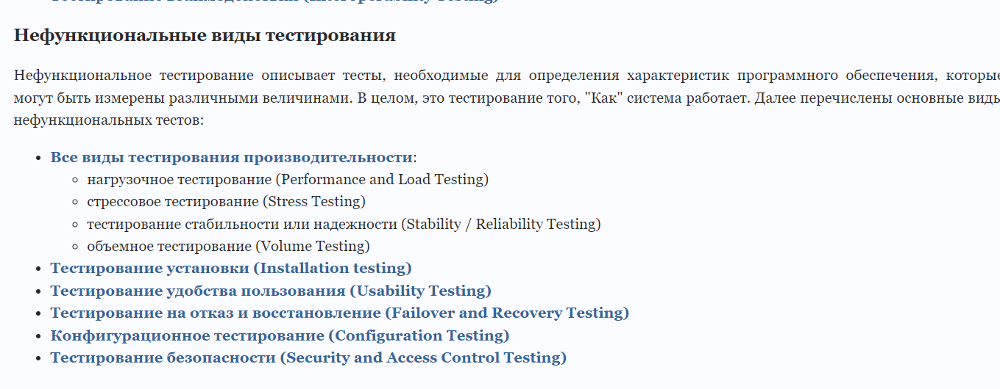 Тестирование взаимодействия (Interoperability Testing)
Нефункциональные виды тестирования
Нефункциональное тестирование описывает тесты, необходимые для определения характеристик программного обеспечения, которые
могут быть измерены различными величинами. В целом, это тестирование того, "Как" система работает. Далее перечислены основные виды
нефункциональных тестов:
• Все виды тестирования производительности:
◦ нагрузочное тестирование (Performance and Load Testing)
◦ стрессовое тестирование (Stress Testing)
◦ тестирование стабильности или надежности (Stability / Reliability Testing)
◦ объемное тестирование (Volume Testing)
• Тестирование установки (Installation testing)
• Тестирование удобства пользования (Usability Testing)
• Тестирование на отказ и восстановление (Failover and Recovery Testing)
• Конфигурационное тестирование (Configuration Testing)
• Тестирование безопасности (Security and Access Control Testing)